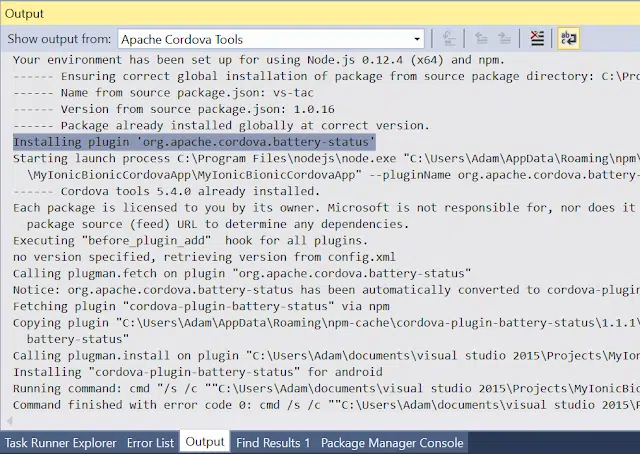 Output
Show output from: Apache Cordova Tools
Your environment has been set up for using Node.js 0.12.4 (x64) and npm.
------ Ensuring correct global installation of package from source package directory: C:\Pro
------ Name from source package.json: vs-tac
------ Version from source package.json: 1.0.16
------ Package already installed globally at correct version.
Installing plugin 'org.apache.cordova.battery-status'
Starting launch process C:\Program Files\nodejs\node.exe "C:\Users\Adam\AppData\Roaming\npm\
\MyIonicBionicCordovaApp\MyIonicBionicCordovaApp" --pluginName org.apache.cordova.battery-
------ Cordova tools 5.4.0 already installed.
Each package is licensed to you by its owner. Microsoft is not responsible for, nor does it
package source (feed) URL to determine any dependencies.
Executing "before_plugin_add"  hook for all plugins.
no version specified, retrieving version from config.xml
Calling plugman.fetch on plugin "org.apache.cordova.battery-status"
Notice: org.apache.cordova.battery-status has been automatically converted to cordova-plugin
Fetching plugin "cordova-plugin-battery-status" via npm
Copying plugin "C:\Users\Adam\AppData\Roaming\npm-cache\cordova-plugin-battery-status\1.1.1\
battery-status"
Calling plugman.install on plugin "C:\Users\Adam\documents\visual studio 2015\Projects\MyIon
Installing "cordova-plugin-battery-status" for android
Running command: cmd "/s /c ""C:\Users\Adam\documents\visual studio 2015\Projects\MyIonicBio
Command finished with error code 0: cmd /s /c ""C:\Users\Adam\documents\visual studio 2015\P
Task Runner Explorer Error List Output Find Results 1 Package Manager Console